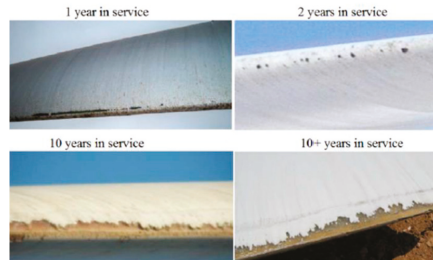 1 year in service
2 years in service
10 years in service
10+ years in service